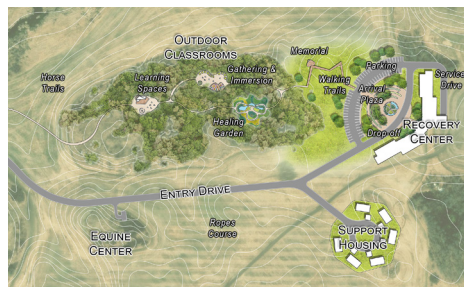 OUTDOOR
CLASSROOMS
Memorial
Gathering &
Immersion
Parking
Horse
Trails
Learning
Spaces
Walking
Trails
Arrival
Plaza
Service
Drive
Healing
Garden
Drop-off
RECOVERY
CENTER
ENTRY DRIVE
EQUINE
CENTER
Ropes
Course
SUPPORT
HOUSING